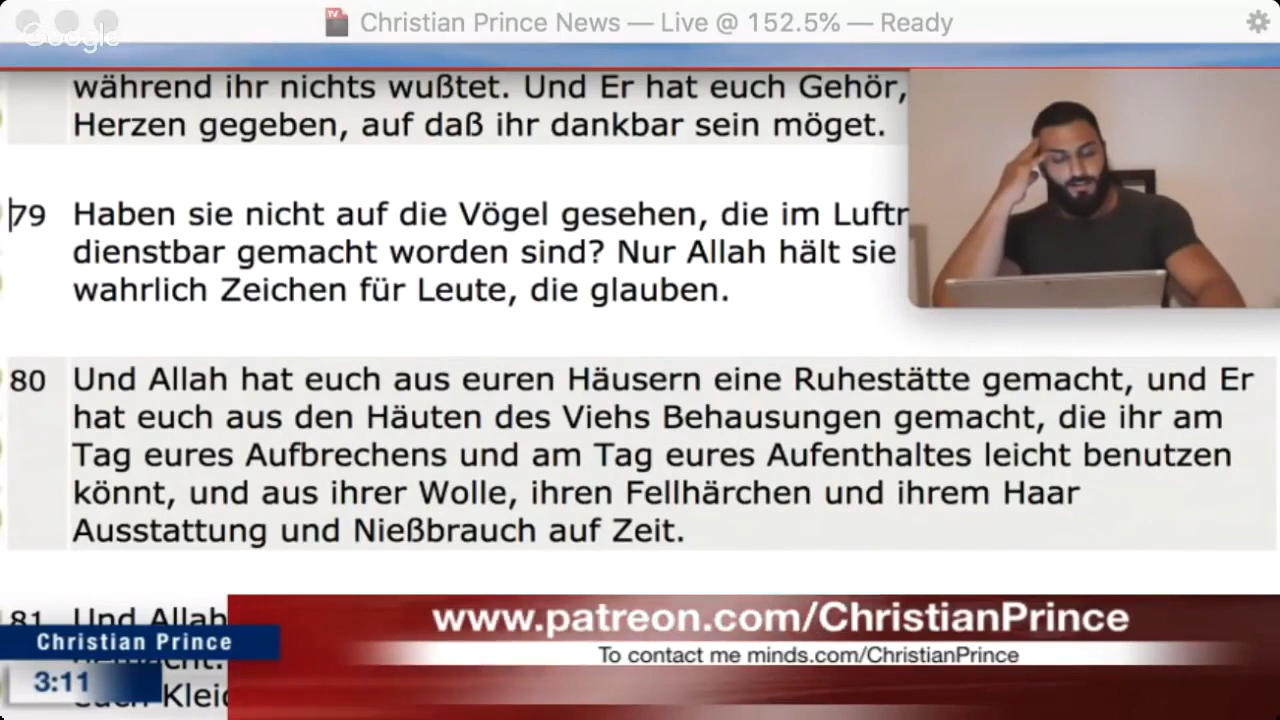 Christian Prince News — Live @ 152.5% — Ready
Google
während ihr nichts wußtet. Und Er hat euch Gehör,
Herzen gegeben, auf daß ihr dankbar sein möget.
79 Haben sie nicht auf die Vögel gesehen, die im Luftr
dienstbar gemacht worden sind? Nur Allah hält sie
wahrlich Zeichen für Leute, die glauben.
80 Und Allah hat euch aus euren Häusern eine Ruhestätte gemacht, und Er
hat euch aus den Häuten des Viehs Behausungen gemacht, die ihr am
Tag eures Aufbrechens und am Tag eures Aufenthaltes leicht benutzen
könnt, und aus ihrer Wolle, ihren Fellhärchen und ihrem Haar
Ausstattung und Nießbrauch auf Zeit.
81 Und Allah
www.patreon.com/ChristianPrince
Christian Prince
To contact me minds.com/ChristianPrince
3:11